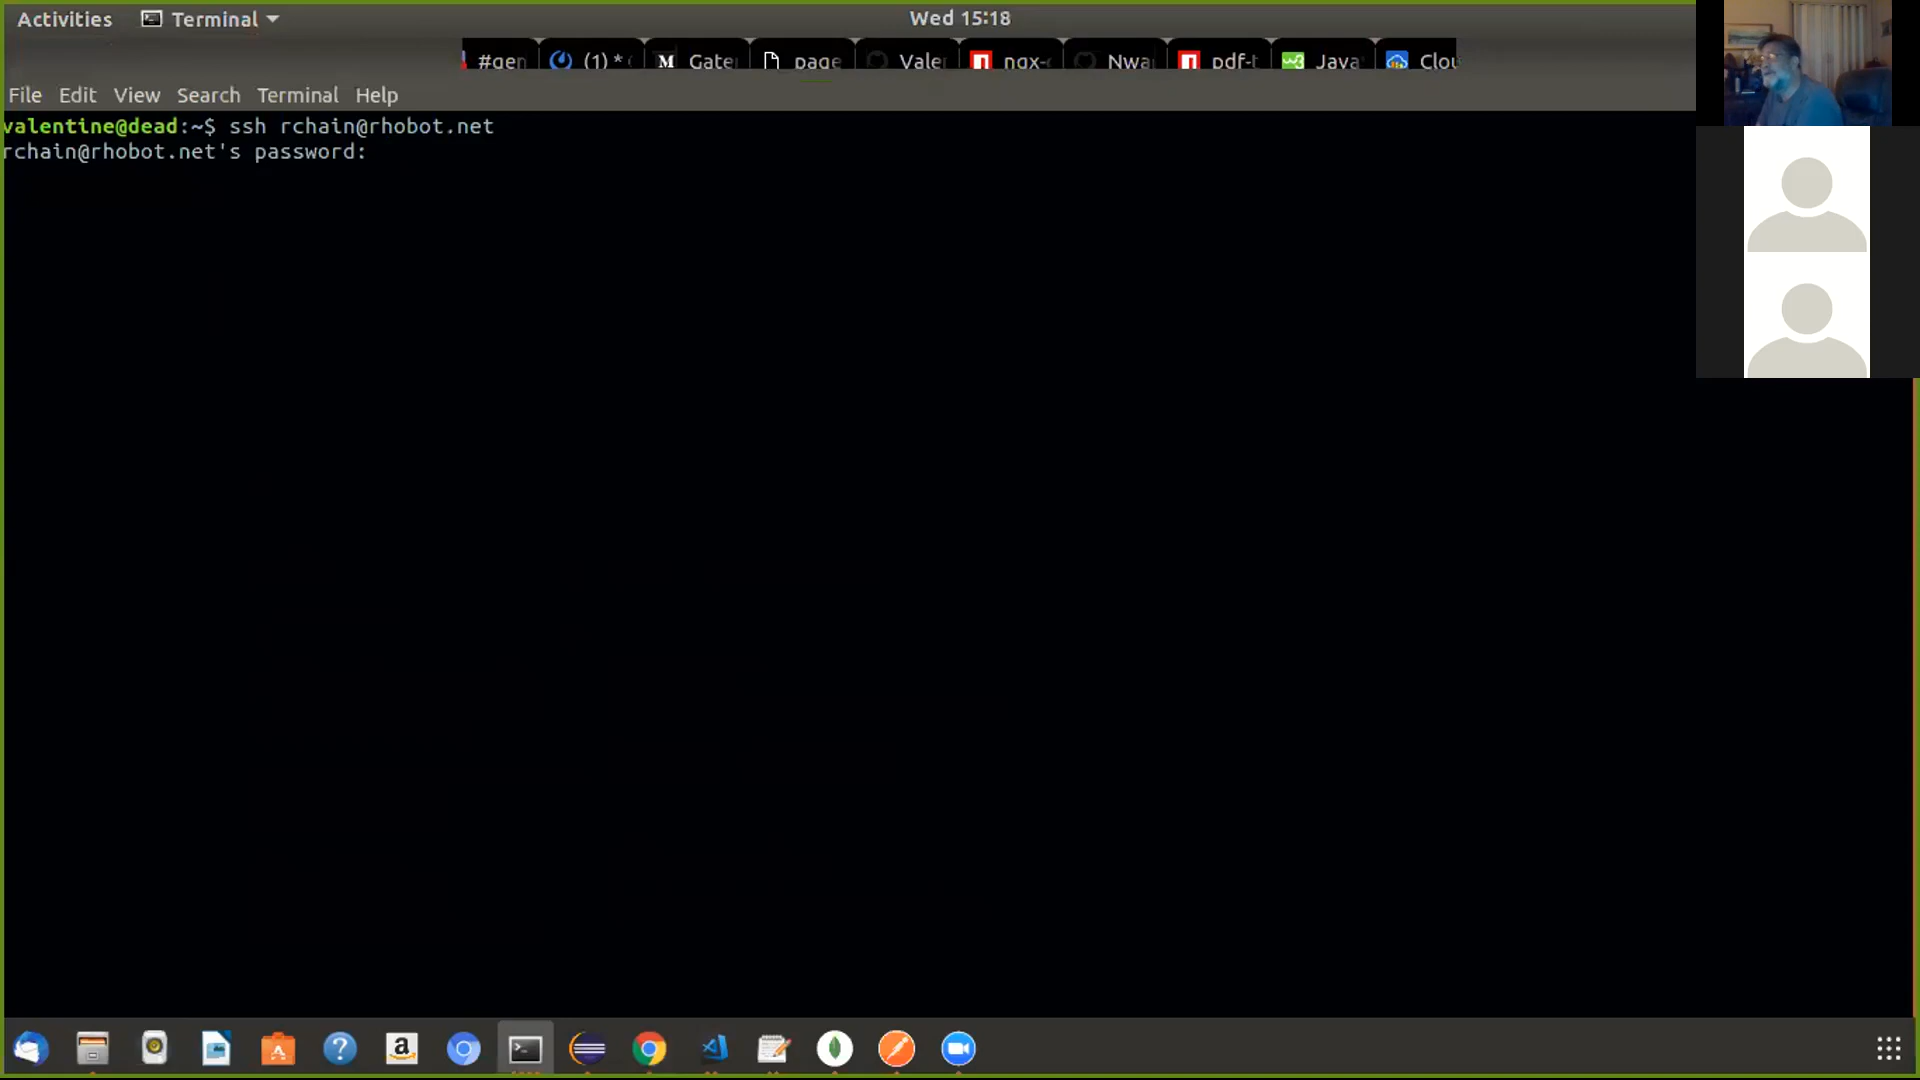 Activities Terminal Wed 15:18
#gen (1) * Gate page Vale ngx- Nwa pdf-t Java Clou
File Edit View Search Terminal Help
valentine@dead:~$ ssh rchain@rhobot.net
rchain@rhobot.net's password: